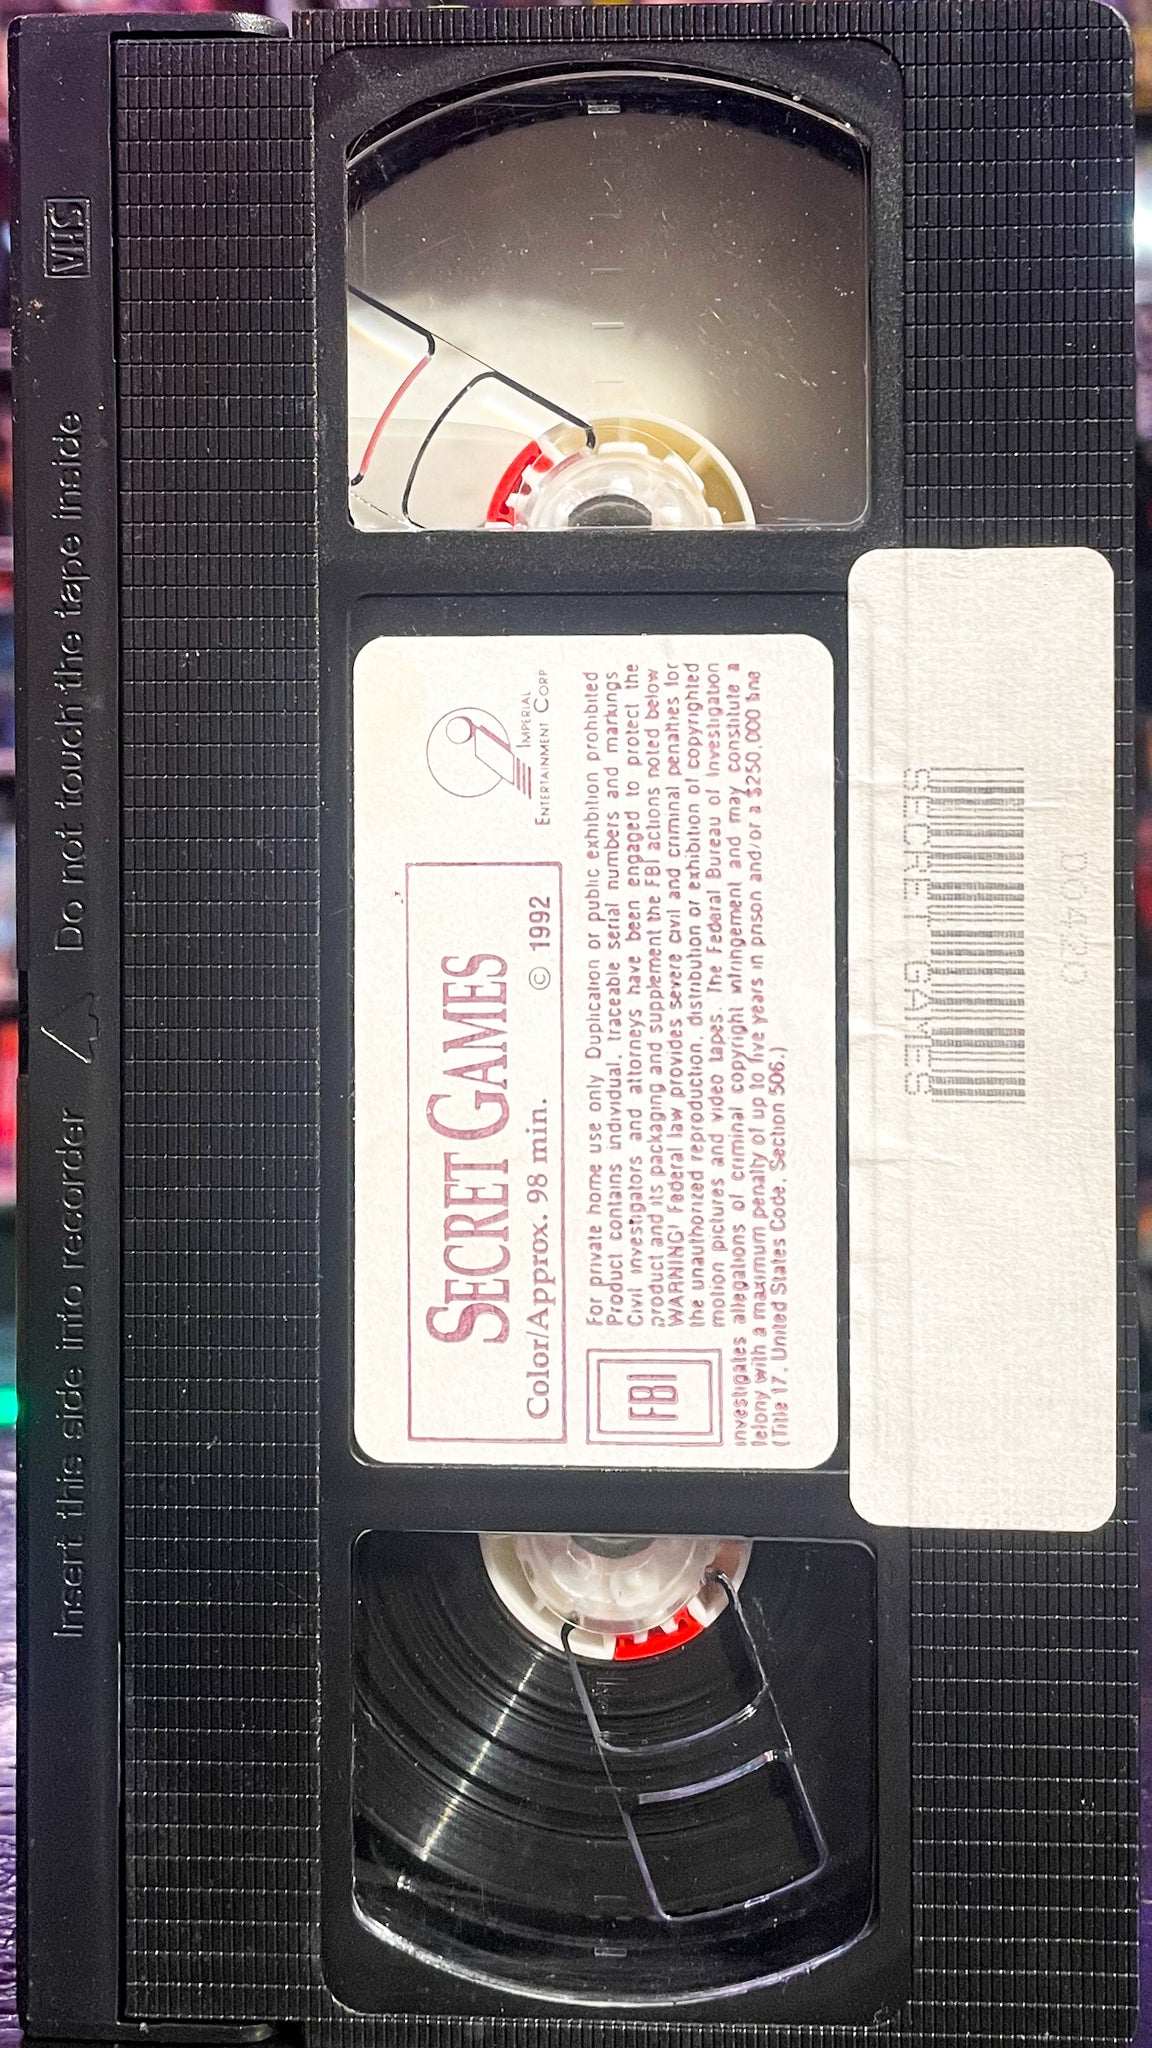 VHS
Insert this side into recorder
Do not touch the tape inside
SECRET GAMES
Color/Approx. 98 min. © 1992
IMPERIAL
ENTERTAINMENT CORP
FBI
For private home use only Duplication or public exhibition prohibited
Product contains individual, traceable serial numbers and markings
Civil investigators and attorneys have been engaged to protect the
product and its packaging and supplement the FBI actions noted below
WARNING! Federal law provides severe civil and criminal penalties for
the unauthorized reproduction, distribution or exhibition of copyrighted
motion pictures and video tapes. The Federal Bureau of Investigation
investigates allegations of criminal copyright infringement and may constitute a
felony with a maximum penalty of up to five years in prison and/or a $250,000 fine
(Title 17, United States Code, Section 506.)
SECRET GAMES